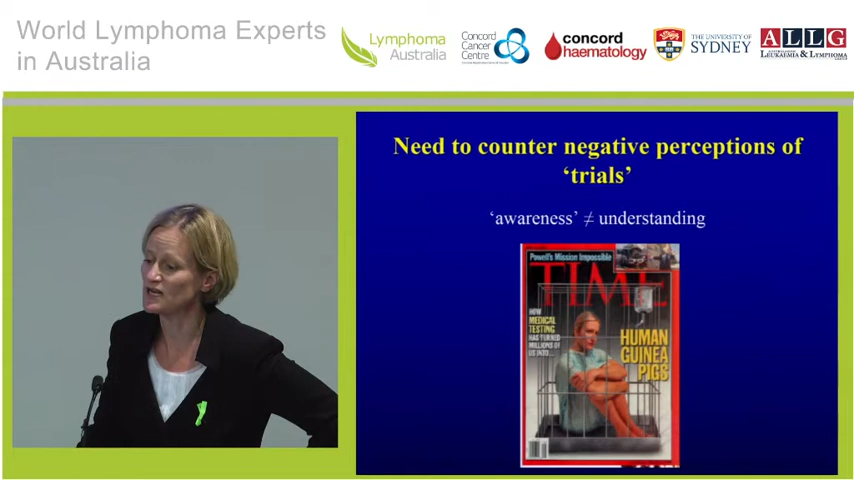 World Lymphoma Experts
in Australia
Lymphoma
Australia
Concord
Cancer
Centre
concord
haematology
THE UNIVERSITY OF
SYDNEY
ALLG
LEUKAEMIA & LYMPHOMA
Need to counter negative perceptions of
‘trials’
‘awareness’ ≠ understanding
Powell's Mission Impossible
TIME
HOW
MEDICAL
TESTING
HAS TURNED
MILLIONS OF
US INTO...
HUMAN
GUINEA
PIGS